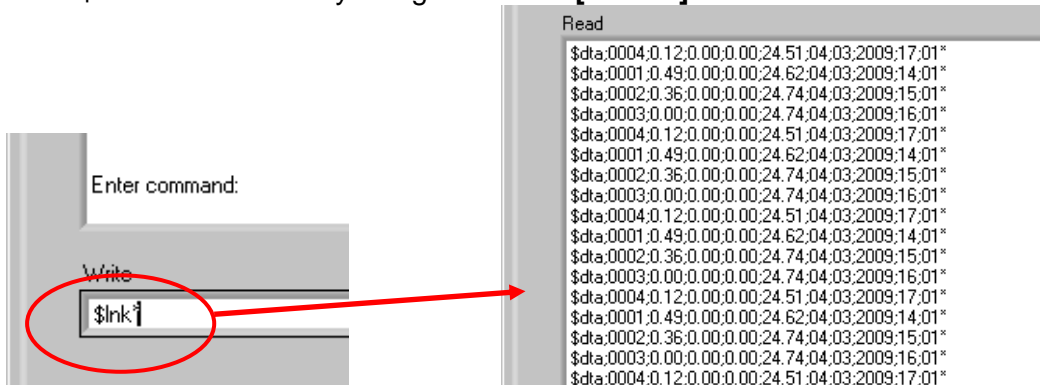 Read
$dta;0004;0.12;0.00;0.00;24.51;04;03;2009;17;01*
$dta;0001;0.49;0.00;0.00;24.62;04;03;2009;14;01*
$dta;0002;0.36;0.00;0.00;24.74;04;03;2009;15;01*
$dta;0003;0.00;0.00;0.00;24.74;04;03;2009;16;01*
$dta;0004;0.12;0.00;0.00;24.51;04;03;2009;17;01*
$dta;0001;0.49;0.00;0.00;24.62;04;03;2009;14;01*
$dta;0002;0.36;0.00;0.00;24.74;04;03;2009;15;01*
$dta;0003;0.00;0.00;0.00;24.74;04;03;2009;16;01*
$dta;0004;0.12;0.00;0.00;24.51;04;03;2009;17;01*
$dta;0001;0.49;0.00;0.00;24.62;04;03;2009;14;01*
$dta;0002;0.36;0.00;0.00;24.74;04;03;2009;15;01*
$dta;0003;0.00;0.00;0.00;24.74;04;03;2009;16;01*
$dta;0004;0.12;0.00;0.00;24.51;04;03;2009;17;01*
$dta;0001;0.49;0.00;0.00;24.62;04;03;2009;14;01*
$dta;0002;0.36;0.00;0.00;24.74;04;03;2009;15;01*
$dta;0003;0.00;0.00;0.00;24.74;04;03;2009;16;01*
$dta;0004;0.12;0.00;0.00;24.51;04;03;2009;17;01*
Enter command:
Write
$lnk*